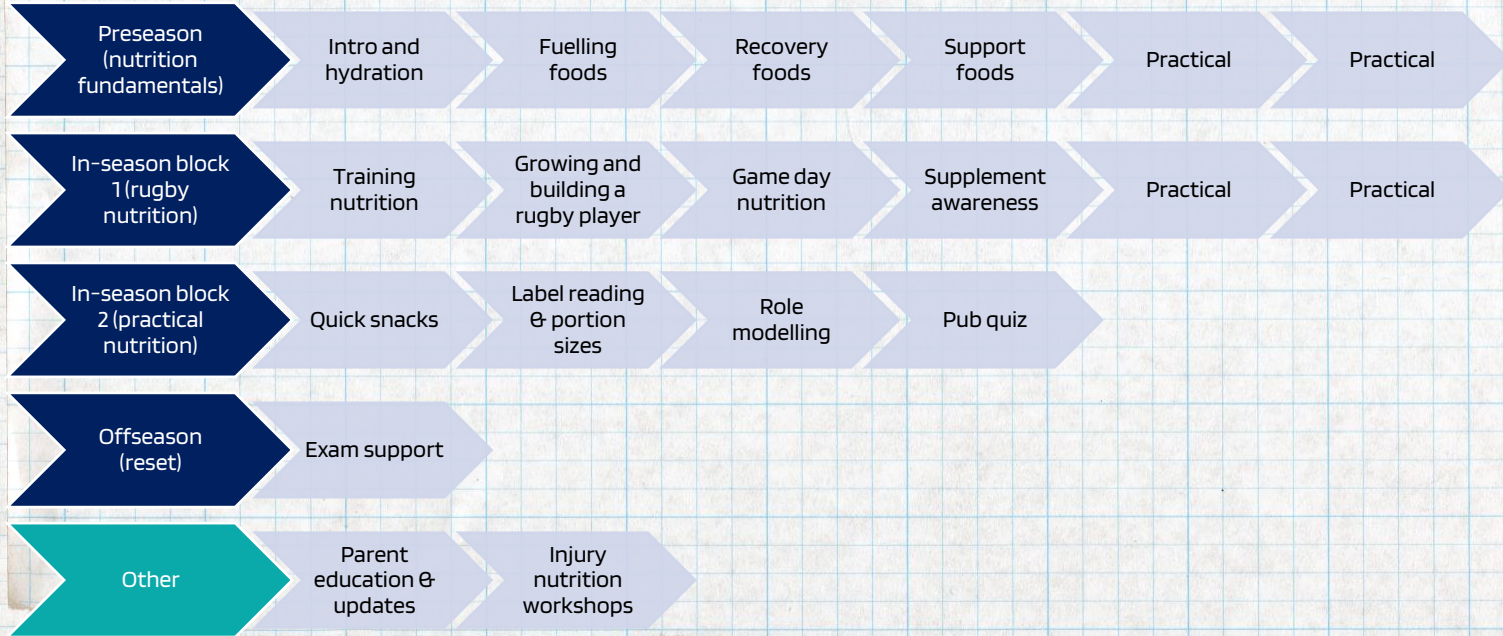 Preseason
(nutrition
fundamentals)
Intro and
hydration
Fuelling
foods
Recovery
foods
Support
foods
Practical
Practical
In-season block
1 (rugby
nutrition)
Training
nutrition
Growing and
building a
rugby player
Game day
nutrition
Supplement
awareness
Practical
Practical
In-season block
2 (practical
nutrition)
Quick snacks
Label reading
& portion
sizes
Role
modelling
Pub quiz
Offseason
(reset)
Exam support
Other
Parent
education &
updates
Injury
nutrition
workshops